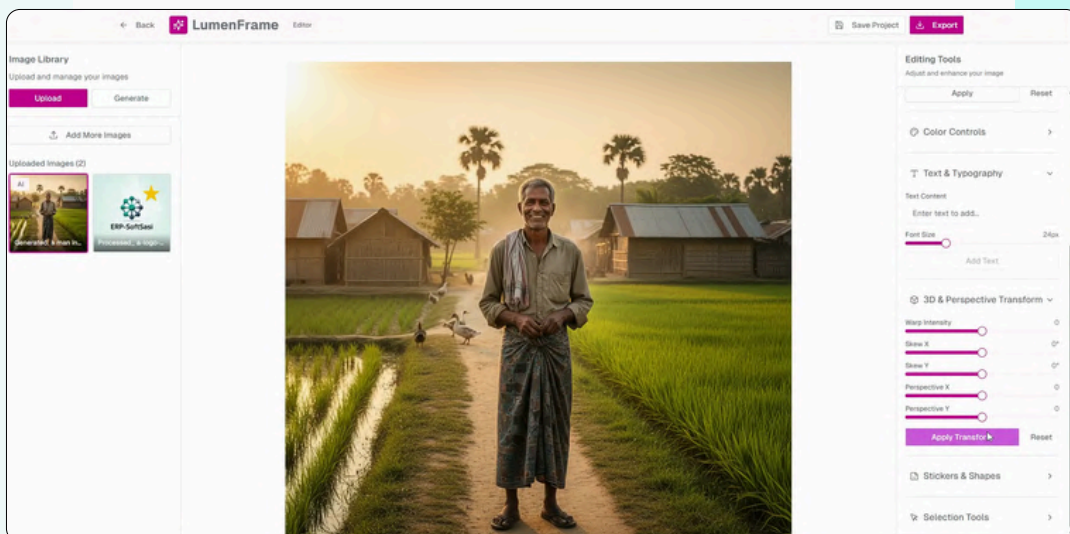 ← Back
LumenFrame
Editor
Save Project
Export
Image Library
Upload and manage your images
Upload
Generate
Add More Images
Uploaded Images (2)
AI
Generated: a man in...
ERP-SoftSasi
Processed_ a-logo-...
Editing Tools
Adjust and enhance your image
Apply
Reset
Color Controls
Text & Typography
Text Content
Enter text to add...
Font Size
24px
Add Text
3D & Perspective Transform
Warp Intensity
0
Skew X
0°
Skew Y
0°
Perspective X
0
Perspective Y
0
Apply Transform
Reset
Stickers & Shapes
Selection Tools